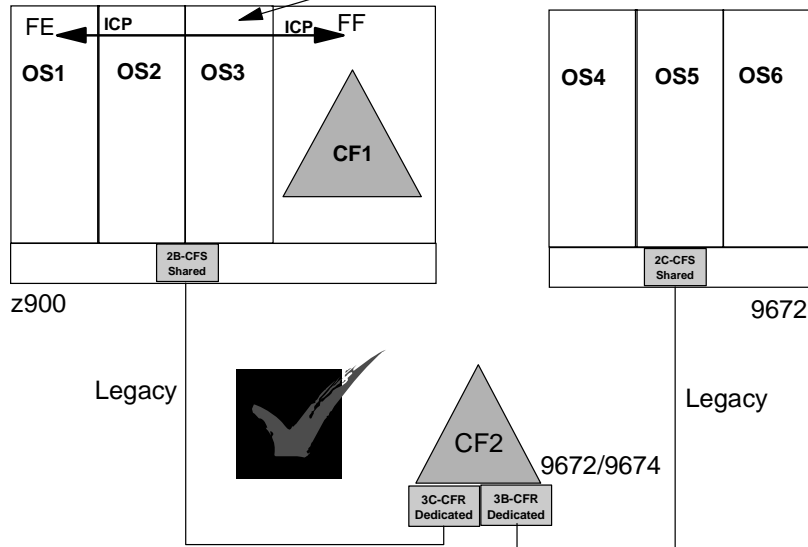 FE ICP ICP FF
OS1 OS2 OS3
CF1
OS4 OS5 OS6
2B-CFS
Shared
2C-CFS
Shared
z900
9672
Legacy
Legacy
CF2
9672/9674
3C-CFR
Dedicated
3B-CFR
Dedicated